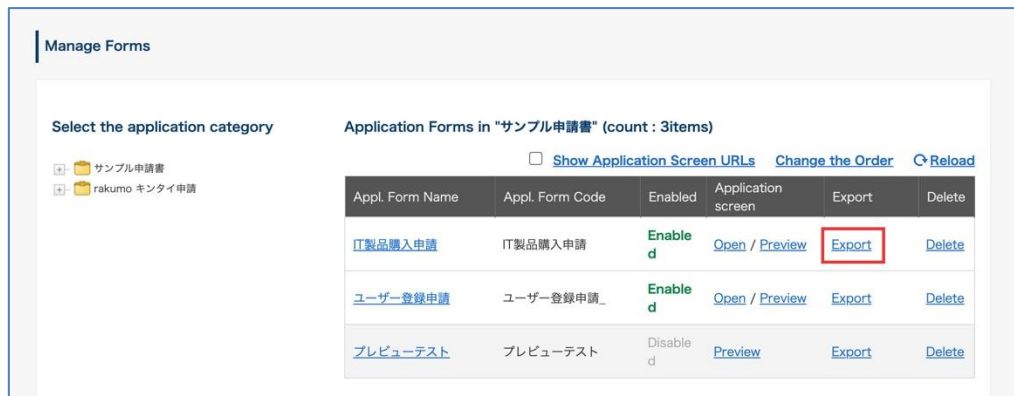 Manage Forms
Select the application category
サンプル申請書
rakumo キンタイ申請
Application Forms in "サンプル申請書" (count : 3items)
Show Application Screen URLs Change the Order Reload
Appl. Form Name Appl. Form Code Enabled Application screen Export Delete
IT製品購入申請 IT製品購入申請 Enabled Open / Preview Export Delete
ユーザー登録申請 ユーザー登録申請_ Enabled Open / Preview Export Delete
プレビューテスト プレビューテスト Disabled Preview Export Delete